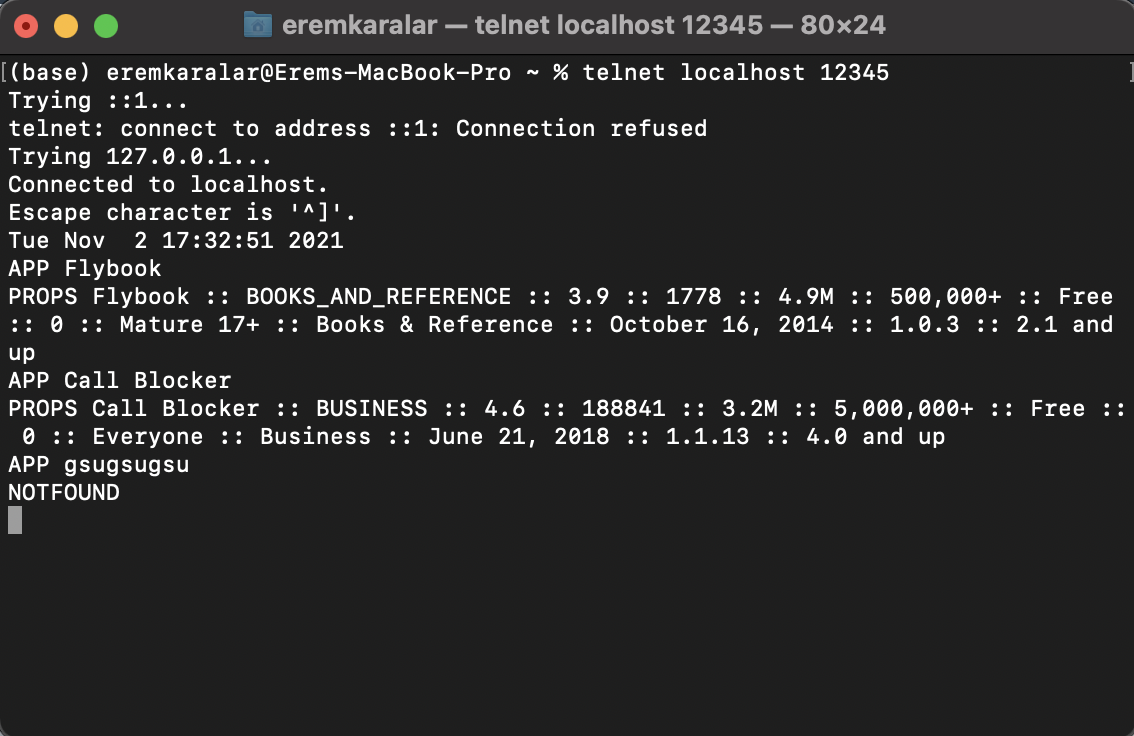 eremkaralar — telnet localhost 12345 — 80×24
[(base) eremkaralar@Erems-MacBook-Pro ~ % telnet localhost 12345 ]
Trying ::1...
telnet: connect to address ::1: Connection refused
Trying 127.0.0.1...
Connected to localhost.
Escape character is '^]'.
Tue Nov  2 17:32:51 2021
APP Flybook
PROPS Flybook :: BOOKS_AND_REFERENCE :: 3.9 :: 1778 :: 4.9M :: 500,000+ :: Free
:: 0 :: Mature 17+ :: Books & Reference :: October 16, 2014 :: 1.0.3 :: 2.1 and
up
APP Call Blocker
PROPS Call Blocker :: BUSINESS :: 4.6 :: 188841 :: 3.2M :: 5,000,000+ :: Free ::
 0 :: Everyone :: Business :: June 21, 2018 :: 1.1.13 :: 4.0 and up
APP gsugsugsu
NOTFOUND